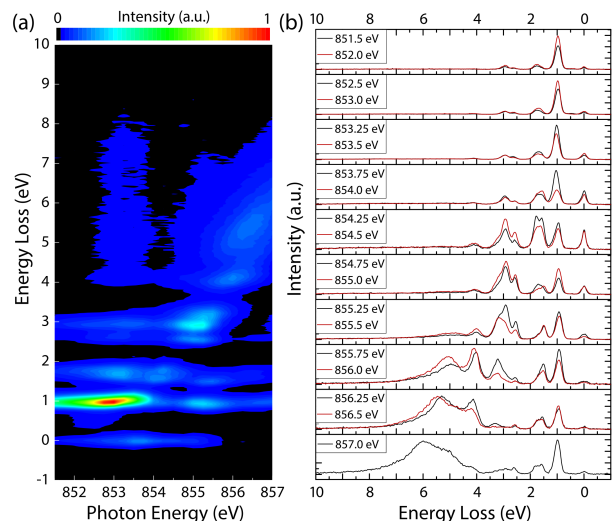 (a)
Intensity (a.u.)
0
1
10
9
8
7
6
5
4
3
2
1
0
-1
Energy Loss (eV)
852 853 854 855 856 857
Photon Energy (eV)
(b)
10 8 6 4 2 0
851.5 eV
852.0 eV
852.5 eV
853.0 eV
853.25 eV
853.5 eV
853.75 eV
854.0 eV
854.25 eV
854.5 eV
854.75 eV
855.0 eV
855.25 eV
855.5 eV
855.75 eV
856.0 eV
856.25 eV
856.5 eV
857.0 eV
Intensity (a.u.)
10 8 6 4 2 0
Energy Loss (eV)